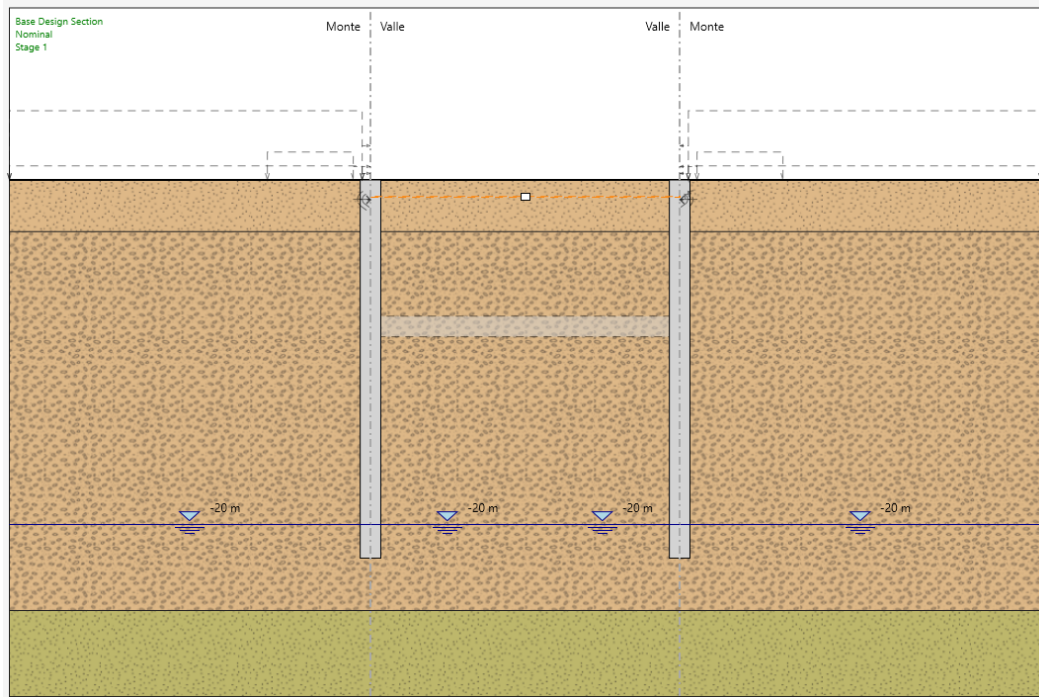 Base Design Section
Nominal
Stage 1
Monte Valle Valle Monte
-20 m -20 m -20 m -20 m